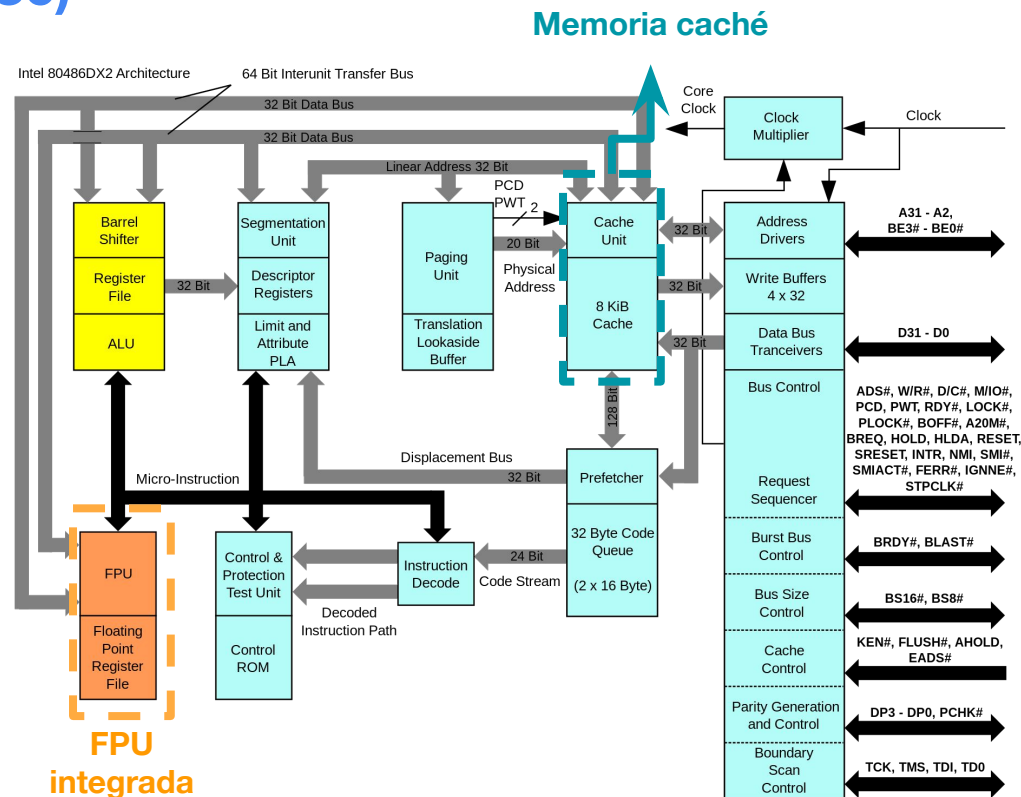 Memoria caché
Intel 80486DX2 Architecture
64 Bit Interunit Transfer Bus
32 Bit Data Bus
32 Bit Data Bus
Linear Address 32 Bit
PCD
PWT
2
20 Bit
Physical
Address
Core
Clock
Clock
Multiplier
Clock
Barrel
Shifter
Register
File
ALU
32 Bit
Segmentation
Unit
Descriptor
Registers
Limit and
Attribute
PLA
Paging
Unit
Translation
Lookaside
Buffer
Cache
Unit
8 KiB
Cache
32 Bit
32 Bit
32 Bit
128 Bit
Address
Drivers
Write Buffers
4 x 32
Data Bus
Tranceivers
Bus Control
Request
Sequencer
Burst Bus
Control
Bus Size
Control
Cache
Control
Parity Generation
and Control
Boundary
Scan
Control
A31 - A2,
BE3# - BE0#
D31 - D0
ADS#, W/R#, D/C#, M/IO#,
PCD, PWT, RDY#, LOCK#,
PLOCK#, BOFF#, A20M#,
BREQ, HOLD, HLDA, RESET,
SRESET, INTR, NMI, SMI#,
SMIACT#, FERR#, IGNNE#,
STPCLK#
BRDY#, BLAST#
BS16#, BS8#
KEN#, FLUSH#, AHOLD,
EADS#
DP3 - DP0, PCHK#
TCK, TMS, TDI, TD0
Displacement Bus
32 Bit
Micro-Instruction
Prefetcher
32 Byte Code
Queue
(2 x 16 Byte)
24 Bit
Code Stream
Instruction
Decode
Decoded
Instruction Path
Control &
Protection
Test Unit
Control
ROM
FPU
Floating
Point
Register
File
FPU
integrada